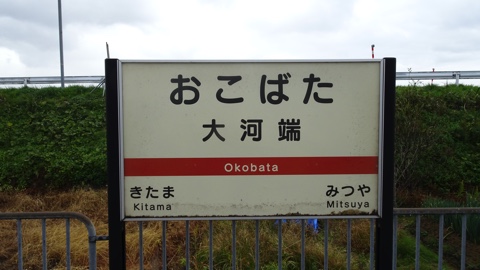 おこばた
大河端
Okobata
きたま
Kitama
みつや
Mitsuya